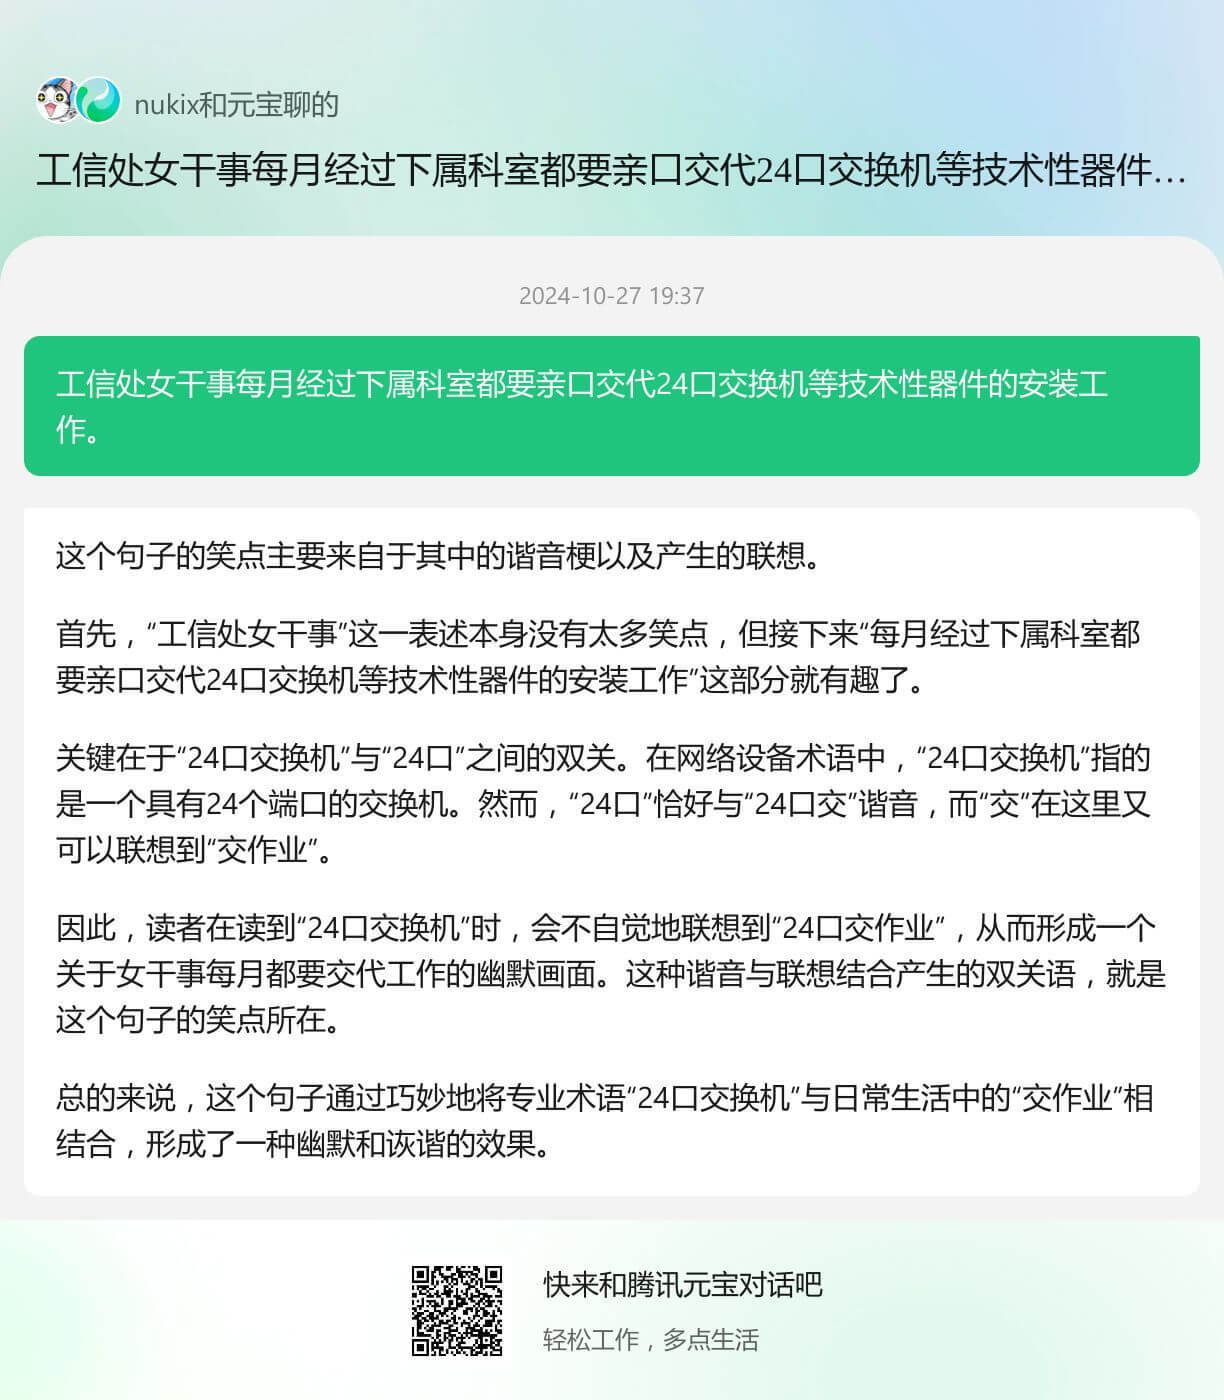 nukix和元宝聊的
工信处女干事每月经过下属科室都要亲口交代24口交换机等技术性器件…
2024-10-27 19:37
工信处女干事每月经过下属科室都要亲口交代24口交换机等技术性器件的安装工
作。
这个句子的笑点主要来自于其中的谐音梗以及产生的联想。
首先，“工信处女干事”这一表述本身没有太多笑点，但接下来“每月经过下属科室都
要亲口交代24口交换机等技术性器件的安装工作”这部分就有趣了。
关键在于“24口交换机”与“24口”之间的双关。在网络设备术语中，“24口交换机”指的
是一个具有24个端口的交换机。然而，“24口”恰好与“24口交”谐音，而“交”在这里又
可以联想到“交作业”。
因此，读者在读到“24口交换机”时，会不自觉地联想到“24口交作业”，从而形成一个
关于女干事每月都要交代工作的幽默画面。这种谐音与联想结合产生的双关语，就是
这个句子的笑点所在。
总的来说，这个句子通过巧妙地将专业术语“24口交换机”与日常生活中的“交作业”相
结合，形成了一种幽默和诙谐的效果。
快来和腾讯元宝对话吧
轻松工作，多点生活